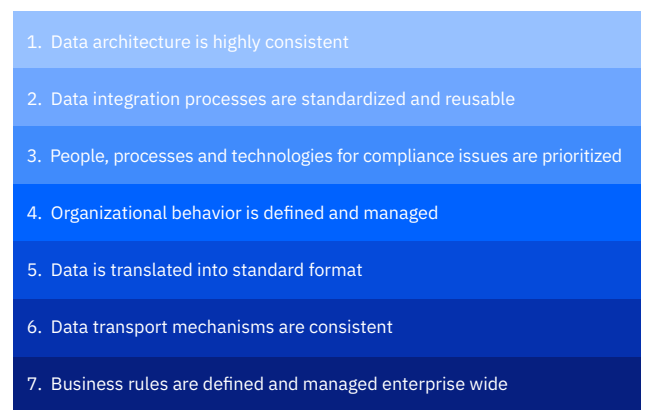 1. Data architecture is highly consistent
2. Data integration processes are standardized and reusable
3. People, processes and technologies for compliance issues are prioritized
4. Organizational behavior is defined and managed
5. Data is translated into standard format
6. Data transport mechanisms are consistent
7. Business rules are defined and managed enterprise wide